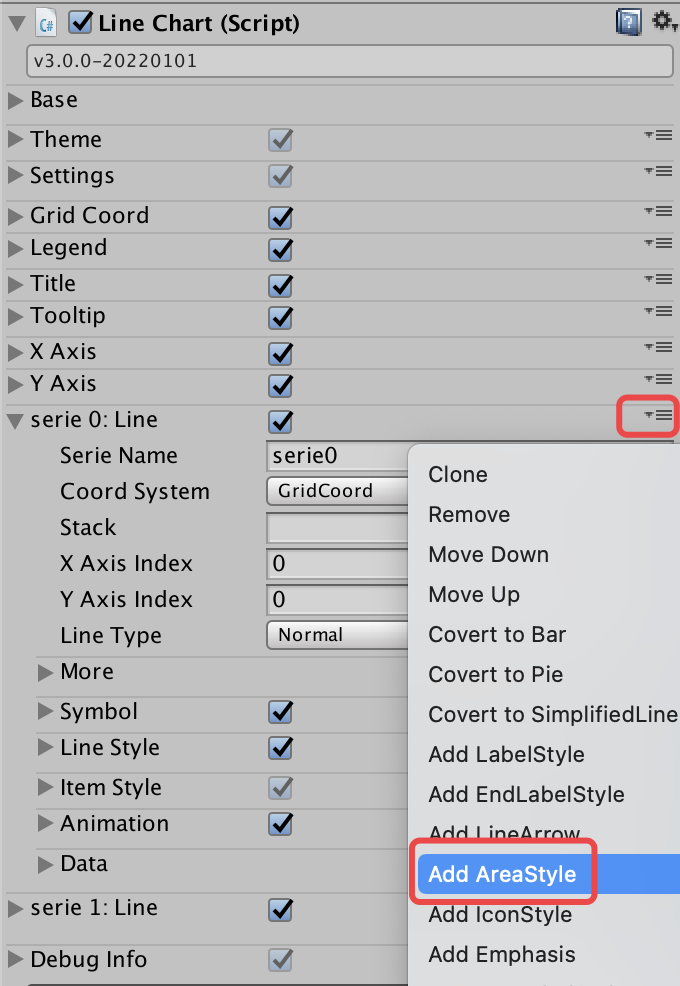 C#
Line Chart (Script)
v3.0.0-20220101
Base
Theme
Settings
Grid Coord
Legend
Title
Tooltip
X Axis
Y Axis
serie 0: Line
Serie Name
serie0
Coord System
GridCoord
Stack
X Axis Index
0
Y Axis Index
0
Line Type
Normal
More
Symbol
Line Style
Item Style
Animation
Data
serie 1: Line
Debug Info
Clone
Remove
Move Down
Move Up
Covert to Bar
Covert to Pie
Covert to SimplifiedLine
Add LabelStyle
Add EndLabelStyle
Add LineArrow
Add AreaStyle
Add IconStyle
Add Emphasis